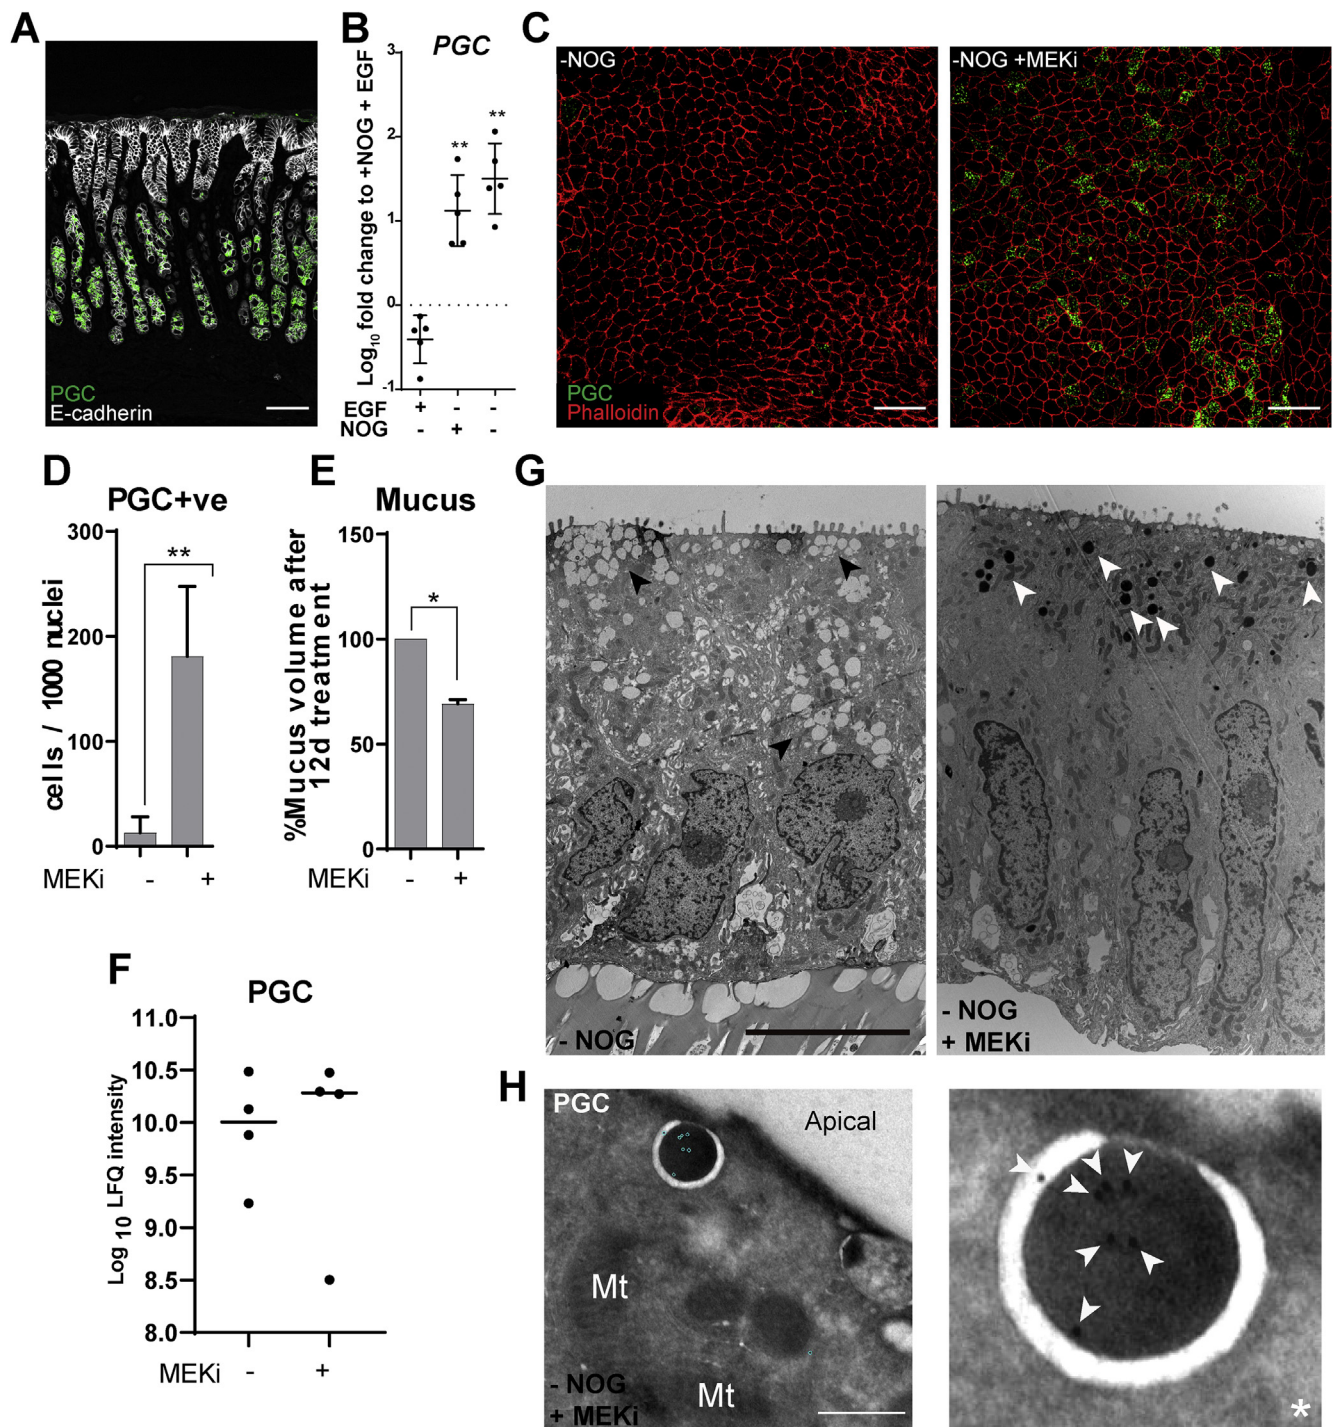 A
PGC
E-cadherin
B
PGC
Log10 fold change to +NOG + EGF
3
2
1
0
-1
**
**
EGF + - -
NOG - + -
C
-NOG
PGC
Phalloidin
-NOG +MEKi
D
PGC+ve
cells / 1000 nuclei
300
200
100
0
**
MEKi - +
E
Mucus
%Mucus volume after
12d treatment
150
100
50
0
*
MEKi - +
F
PGC
Log 10 LFQ intensity
11.0
10.5
10.0
9.5
9.0
8.5
8.0
MEKi - +
G
- NOG
- NOG
+ MEKi
H
PGC
Apical
Mt
Mt
- NOG
+ MEKi
*